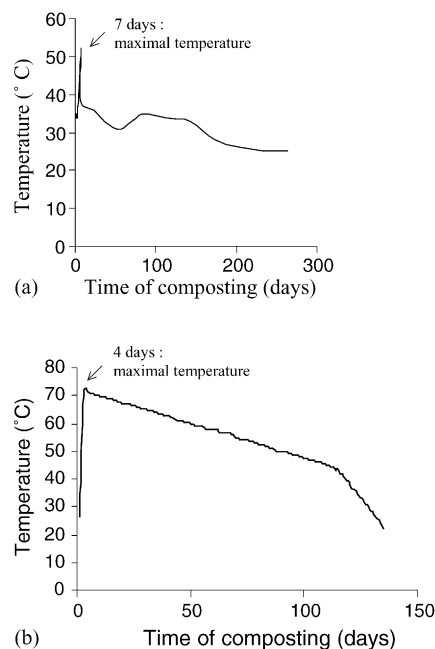 7 days :
maximal temperature
60
50
40
30
20
10
0
Temperature (° C)
0 100 200 300
(a) Time of composting (days)
4 days :
maximal temperature
80
70
60
50
40
30
20
10
0
Temperature (°C)
0 50 100 150
(b) Time of composting (days)